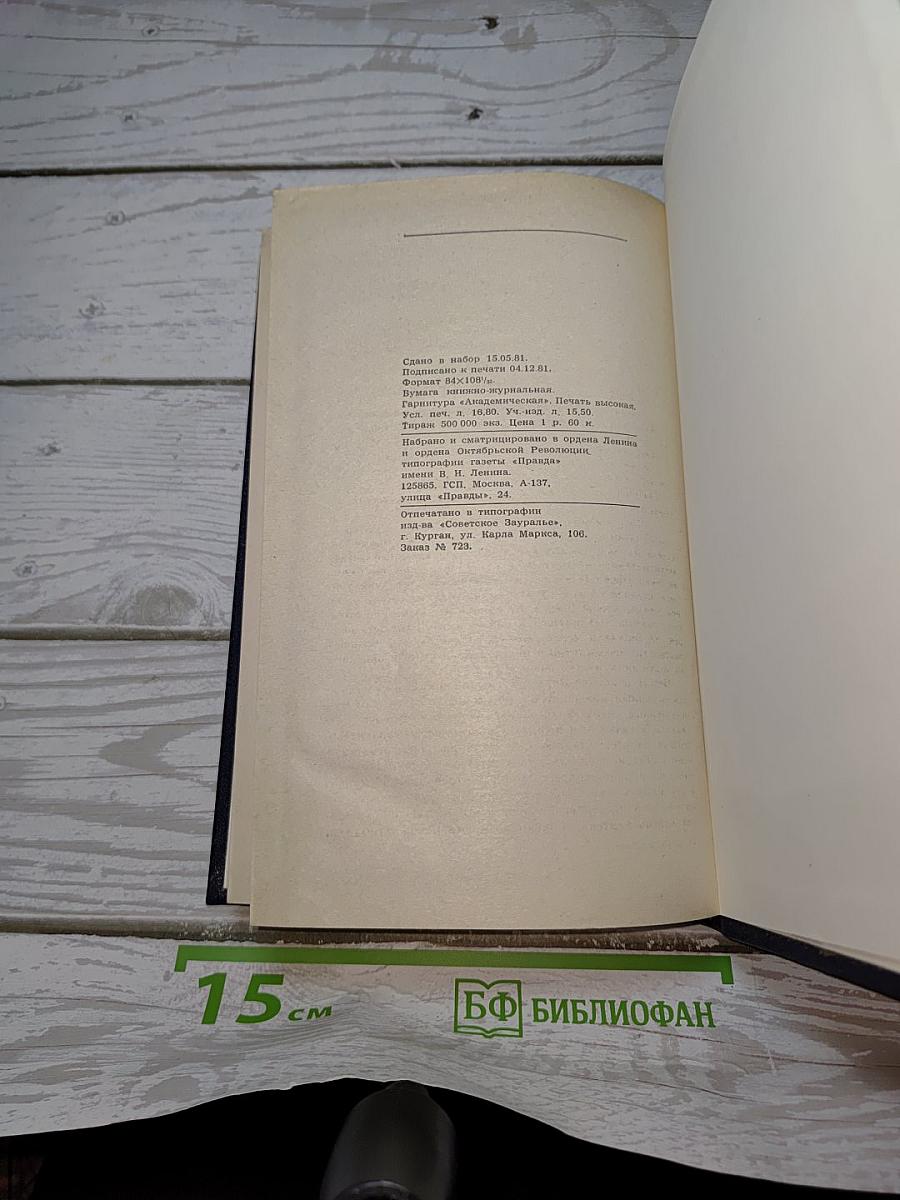 Сдано в набор 15.05.81.
Подписано к печати 04.12.81.
Формат 84×108¹/₃₂.
Бумага книжно-журнальная.
Гарнитура «Академическая». Печать высокая.
Усл. печ. л. 16,80. Уч.-изд. л. 15,50.
Тираж 500 000 экз. Цена 1 р. 60 к.
Набрано и сматрицировано в ордена Ленина
и ордена Октябрьской Революции
типографии газеты «Правда»
имени В. И. Ленина.
125865, ГСП, Москва, А-137,
улица «Правды», 24.
Отпечатано в типографии
изд-ва «Советское Зауралье»,
г. Курган, ул. Карла Маркса, 106.
Заказ № 723.
15 см
БФ БИБЛИОФАН